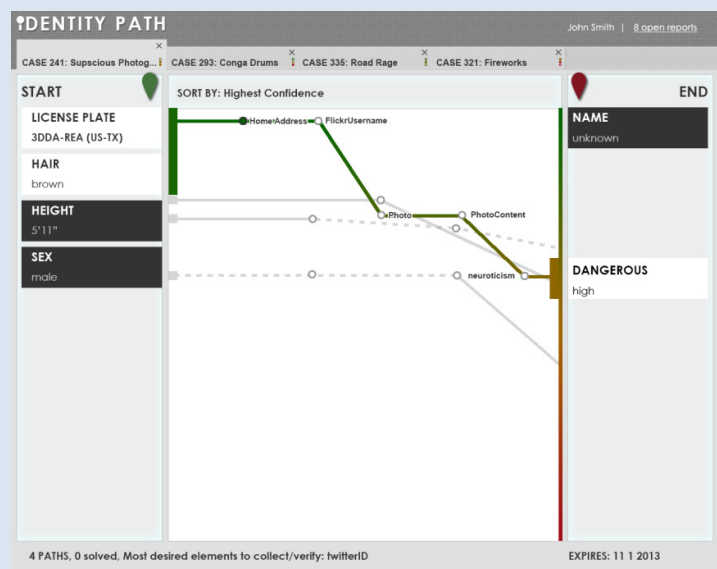 IDENTITY PATH
John Smith | 8 open reports
CASE 241: Supscious Photog...
CASE 293: Conga Drums
CASE 335: Road Rage
CASE 321: Fireworks
START
SORT BY: Highest Confidence
END
LICENSE PLATE
3DDA-REA (US-TX)
HAIR
brown
HEIGHT
5'11"
SEX
male
HomeAddress
FlickrUsername
Photo
PhotoContent
neuroticism
NAME
unknown
DANGEROUS
high
4 PATHS, 0 solved, Most desired elements to collect/verify: twitterID
EXPIRES: 11 1 2013